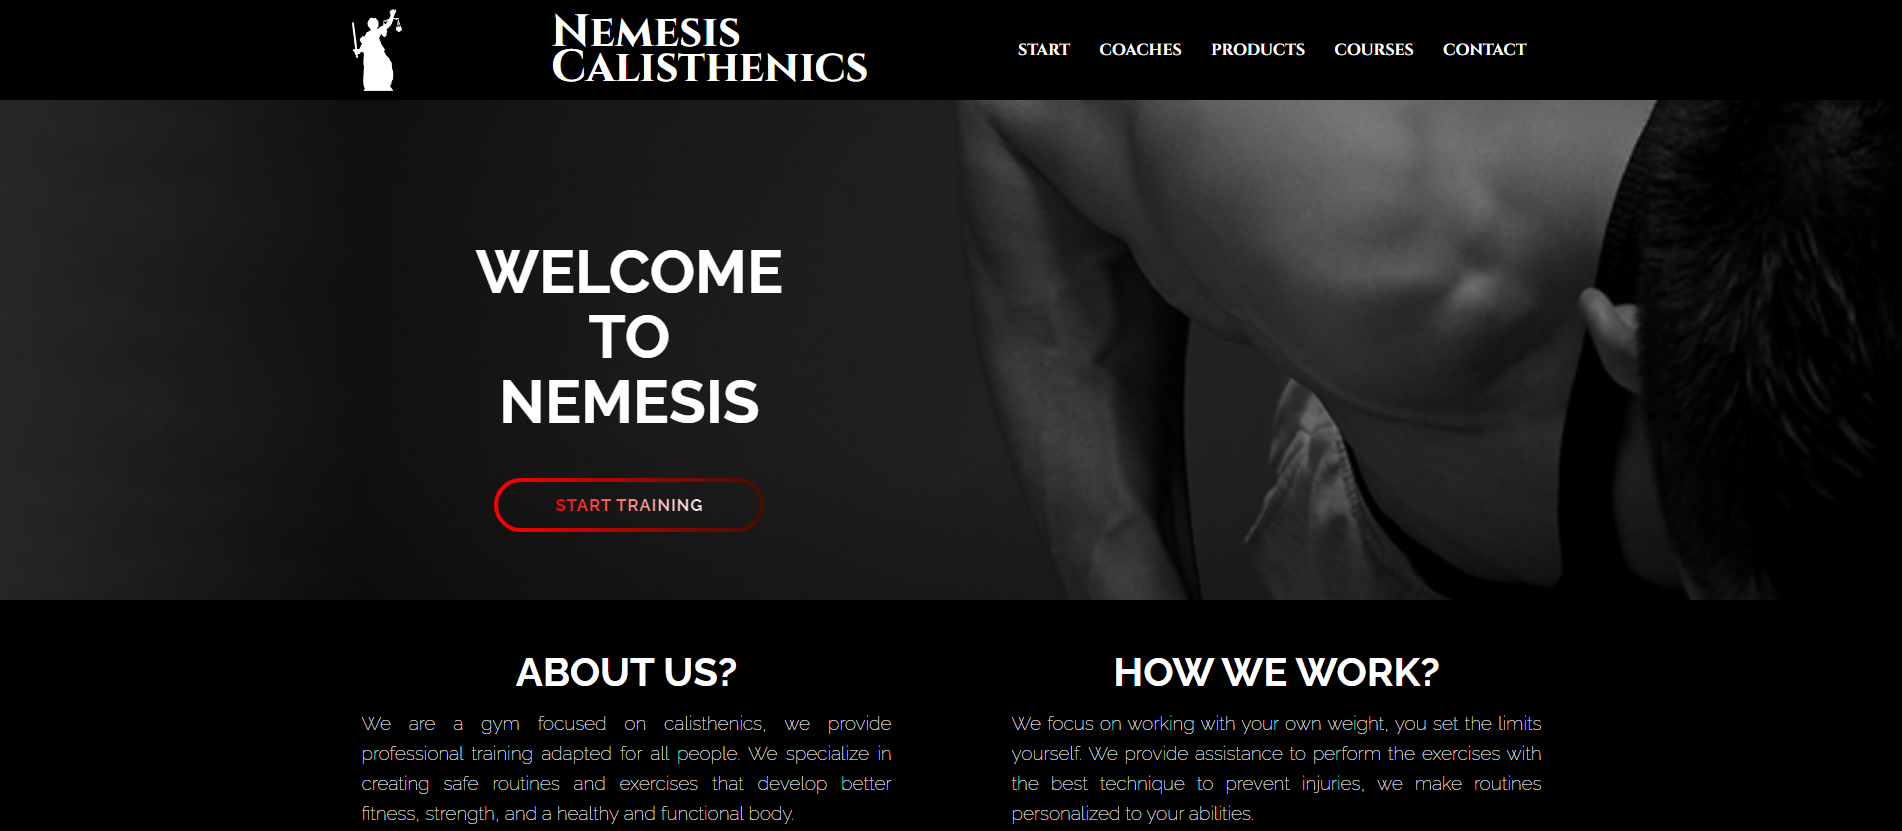 NEMESIS
CALISTHENICS
START COACHES PRODUCTS COURSES CONTACT
WELCOME
TO
NEMESIS
START TRAINING
ABOUT US?
We are a gym focused on calisthenics, we provide
professional training adapted for all people. We specialize in
creating safe routines and exercises that develop better
fitness, strength, and a healthy and functional body.
HOW WE WORK?
We focus on working with your own weight, you set the limits
yourself. We provide assistance to perform the exercises with
the best technique to prevent injuries, we make routines
personalized to your abilities.